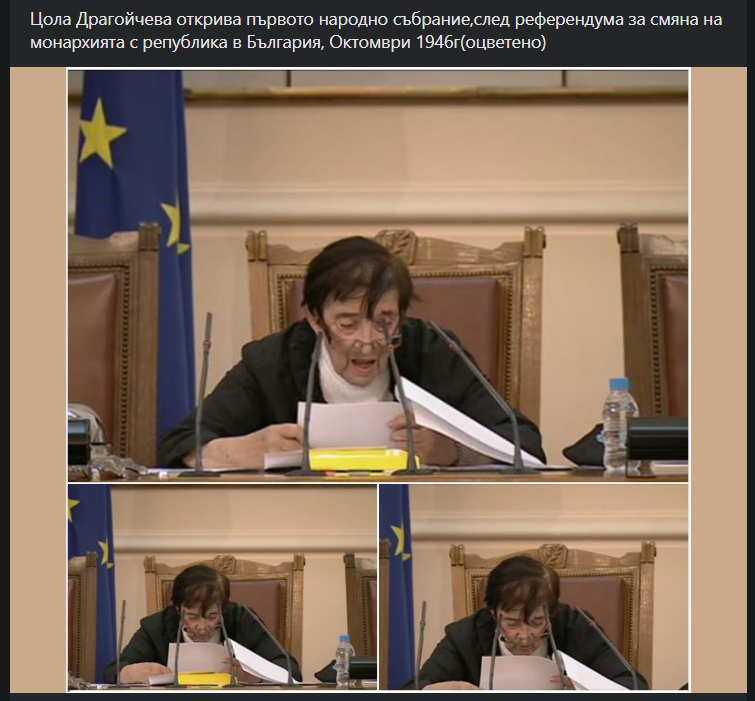 Цола Драгойчева открива първото народно събрание,след референдума за смяна на
монархията с република в България, Октомври 1946г(оцветено)